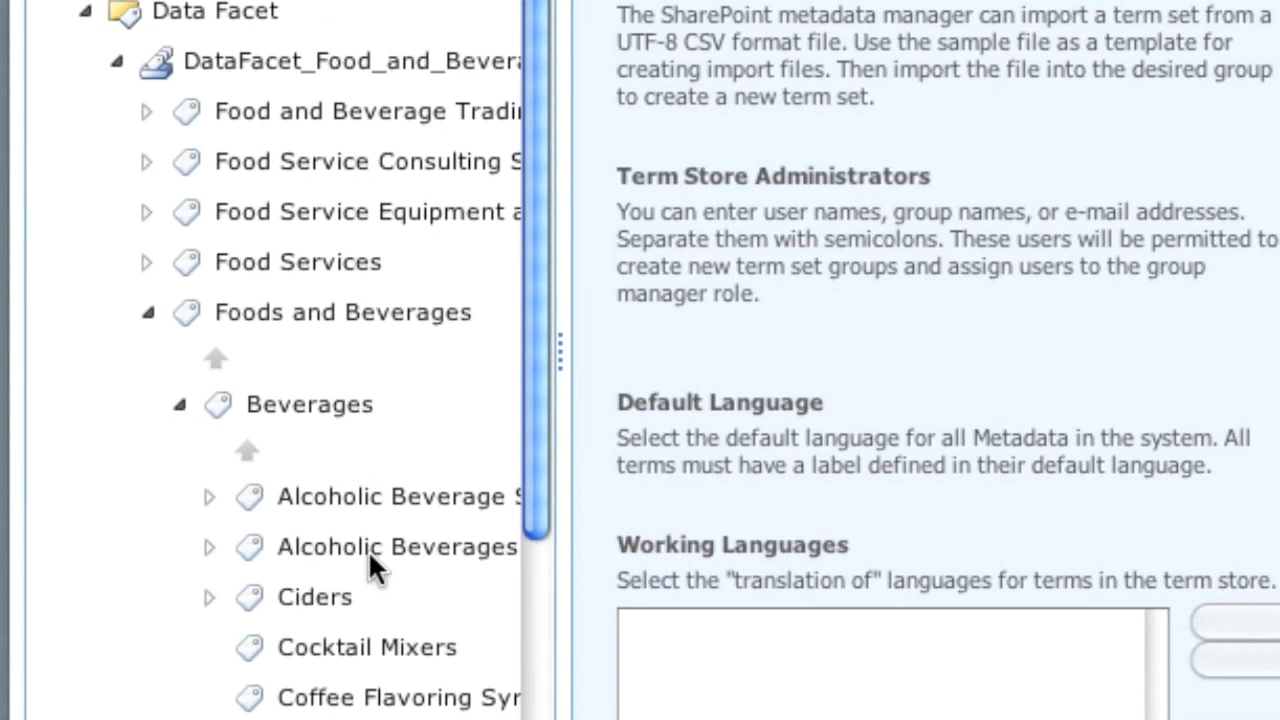 Data Facet
DataFacet_Food_and_Bevera
Food and Beverage Tradi
Food Service Consulting S
Food Service Equipment a
Food Services
Foods and Beverages
Beverages
Alcoholic Beverage S
Alcoholic Beverages
Ciders
Cocktail Mixers
Coffee Flavoring Syr
The SharePoint metadata manager can import a term set from a
UTF-8 CSV format file. Use the sample file as a template for
creating import files. Then import the file into the desired group
to create a new term set.
Term Store Administrators
You can enter user names, group names, or e-mail addresses.
Separate them with semicolons. These users will be permitted to
create new term set groups and assign users to the group
manager role.
Default Language
Select the default language for all Metadata in the system. All
terms must have a label defined in their default language.
Working Languages
Select the "translation of" languages for terms in the term store.